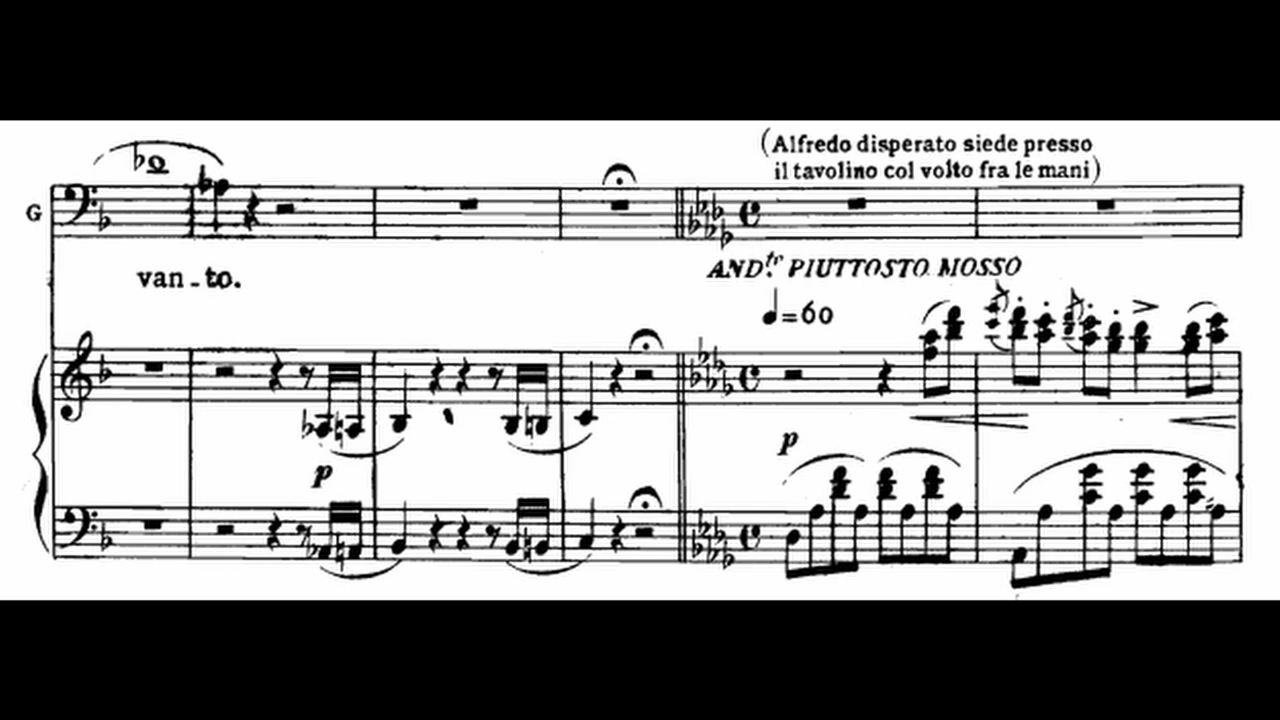 (Alfredo disperato siede presso
il tavolino col volto fra le mani)
G
van - to.
AND.te PIUTTOSTO MOSSO
♩=60
p
p